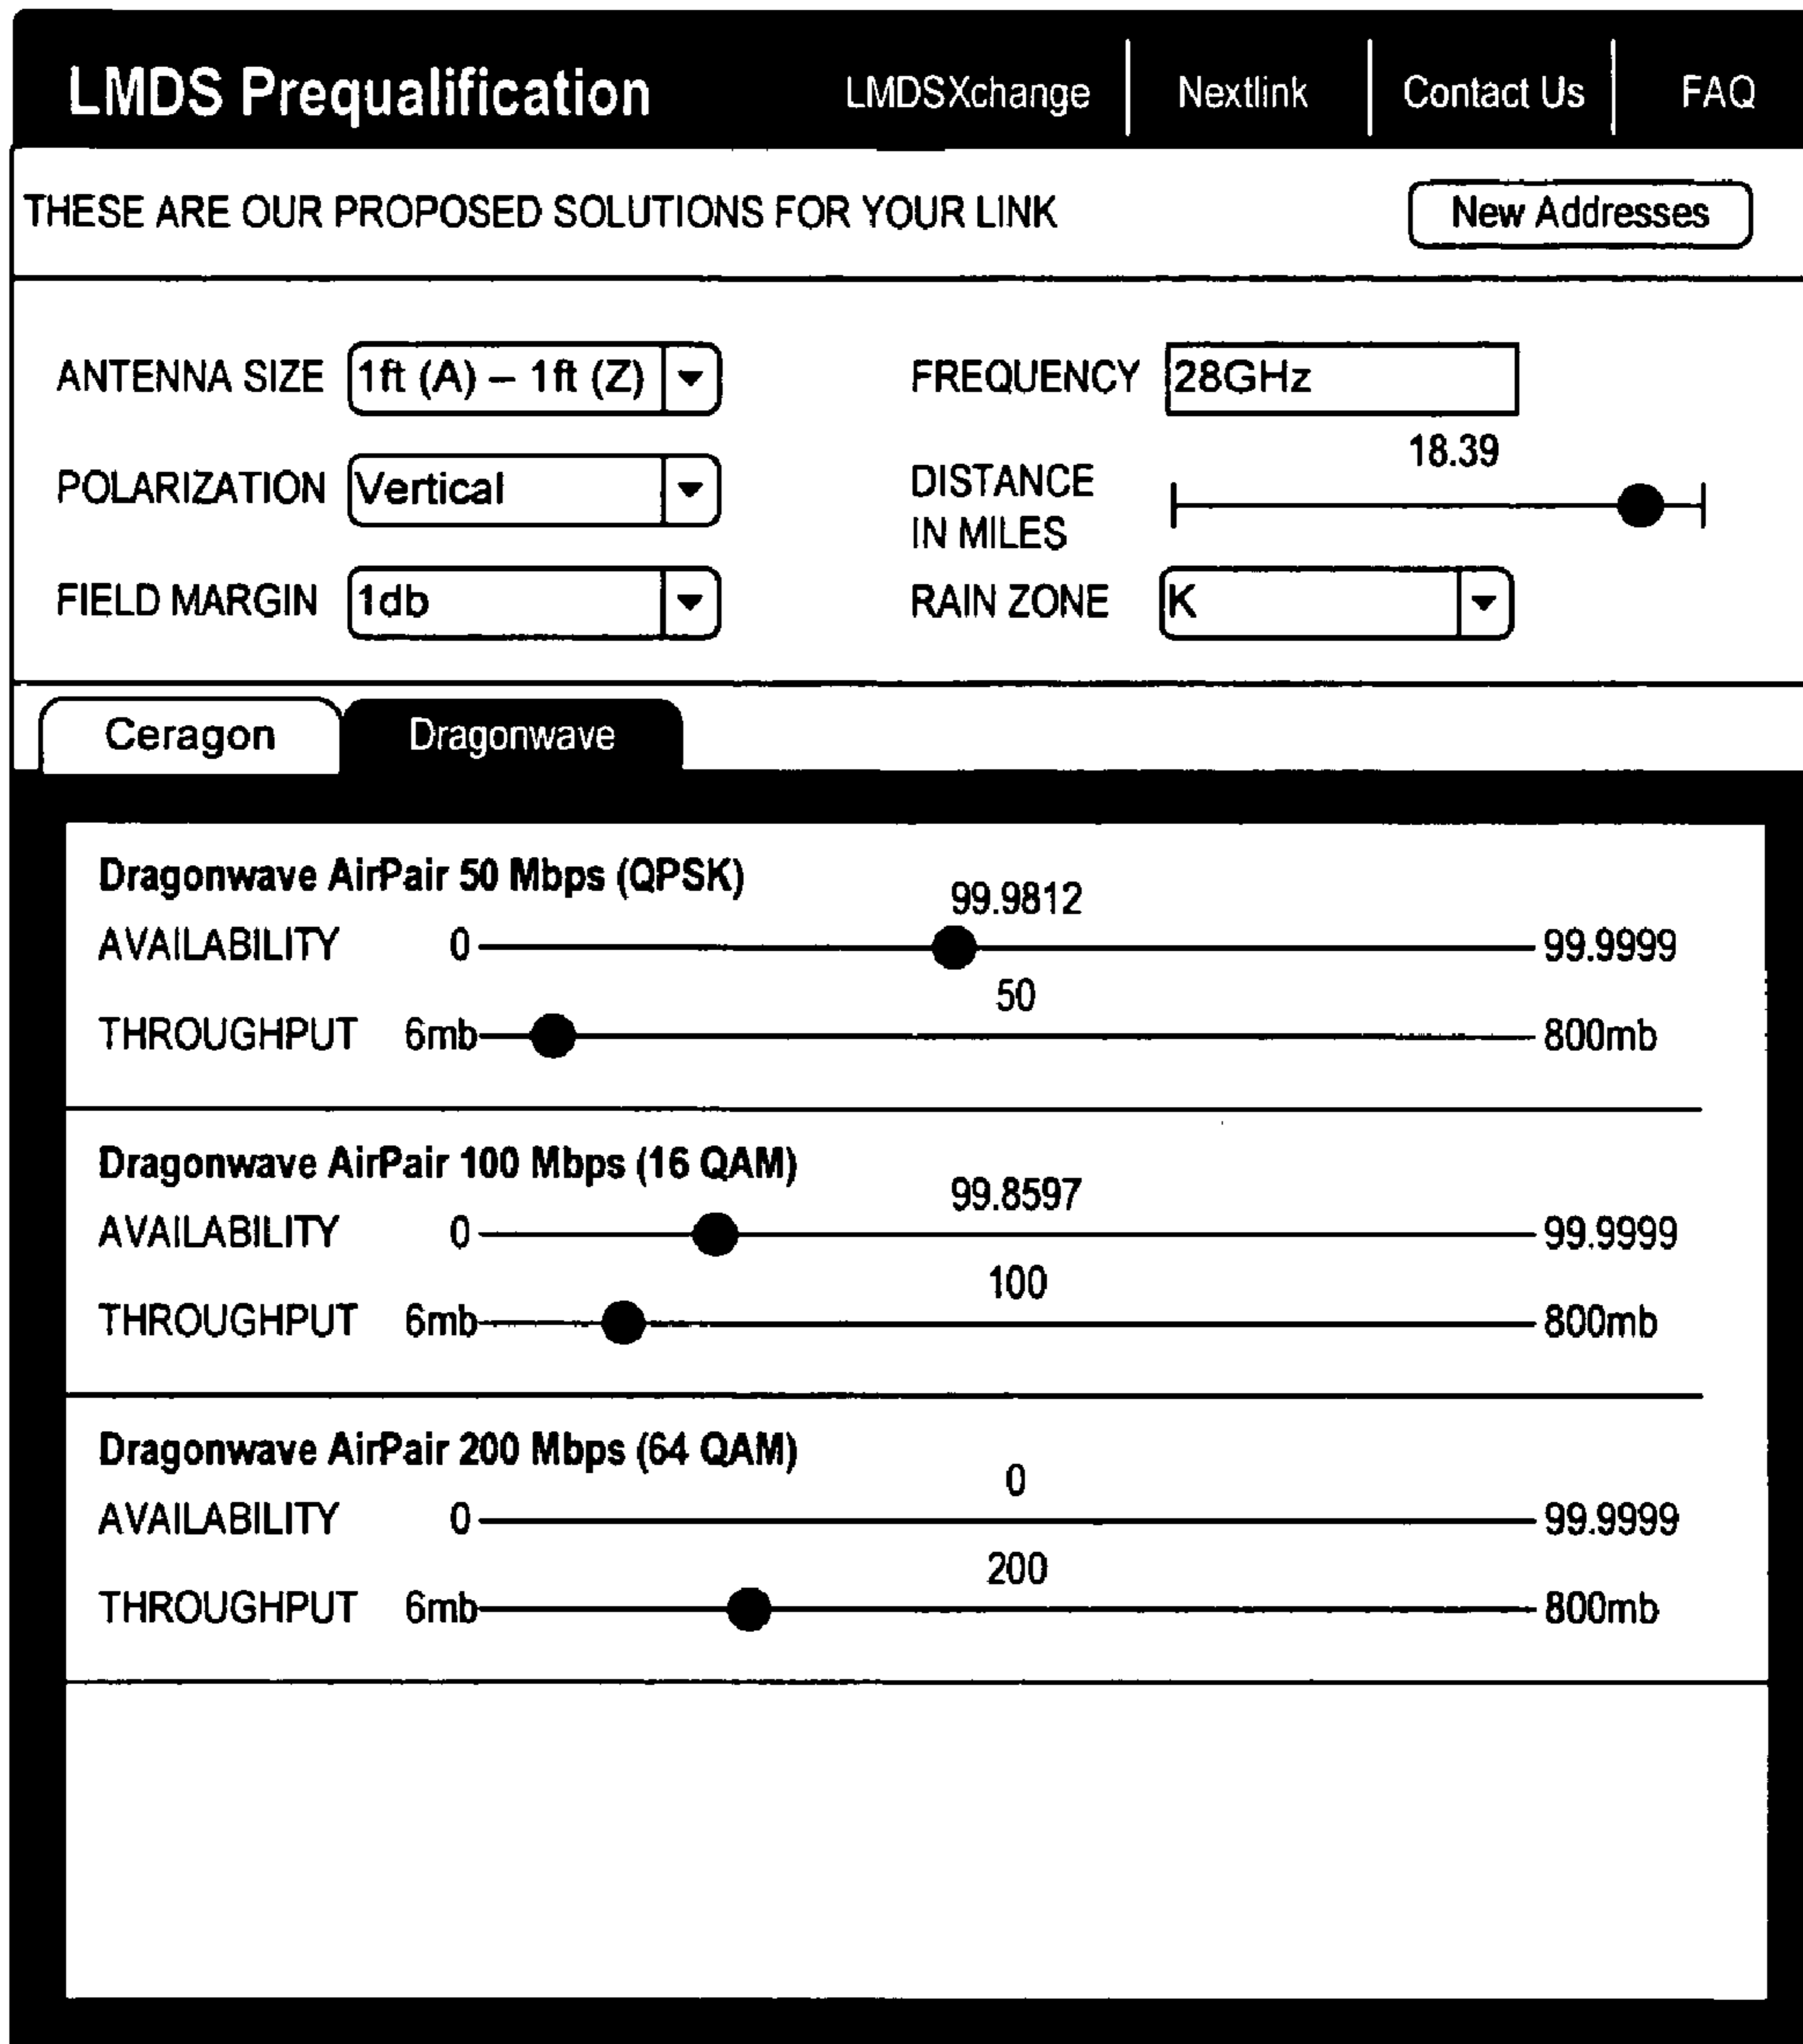 LMDS Prequalification LMDSXchange Nextlink Contact Us FAQ
THESE ARE OUR PROPOSED SOLUTIONS FOR YOUR LINK New Addresses
ANTENNA SIZE 1ft (A) – 1ft (Z) FREQUENCY 28GHz
18.39
POLARIZATION Vertical DISTANCE
IN MILES
FIELD MARGIN 1db RAIN ZONE K
Ceragon Dragonwave
Dragonwave AirPair 50 Mbps (QPSK)
99.9812
AVAILABILITY 0 99.9999
50
THROUGHPUT 6mb 800mb
Dragonwave AirPair 100 Mbps (16 QAM)
99.8597
AVAILABILITY 0 99.9999
100
THROUGHPUT 6mb 800mb
Dragonwave AirPair 200 Mbps (64 QAM)
0
AVAILABILITY 0 99.9999
200
THROUGHPUT 6mb 800mb